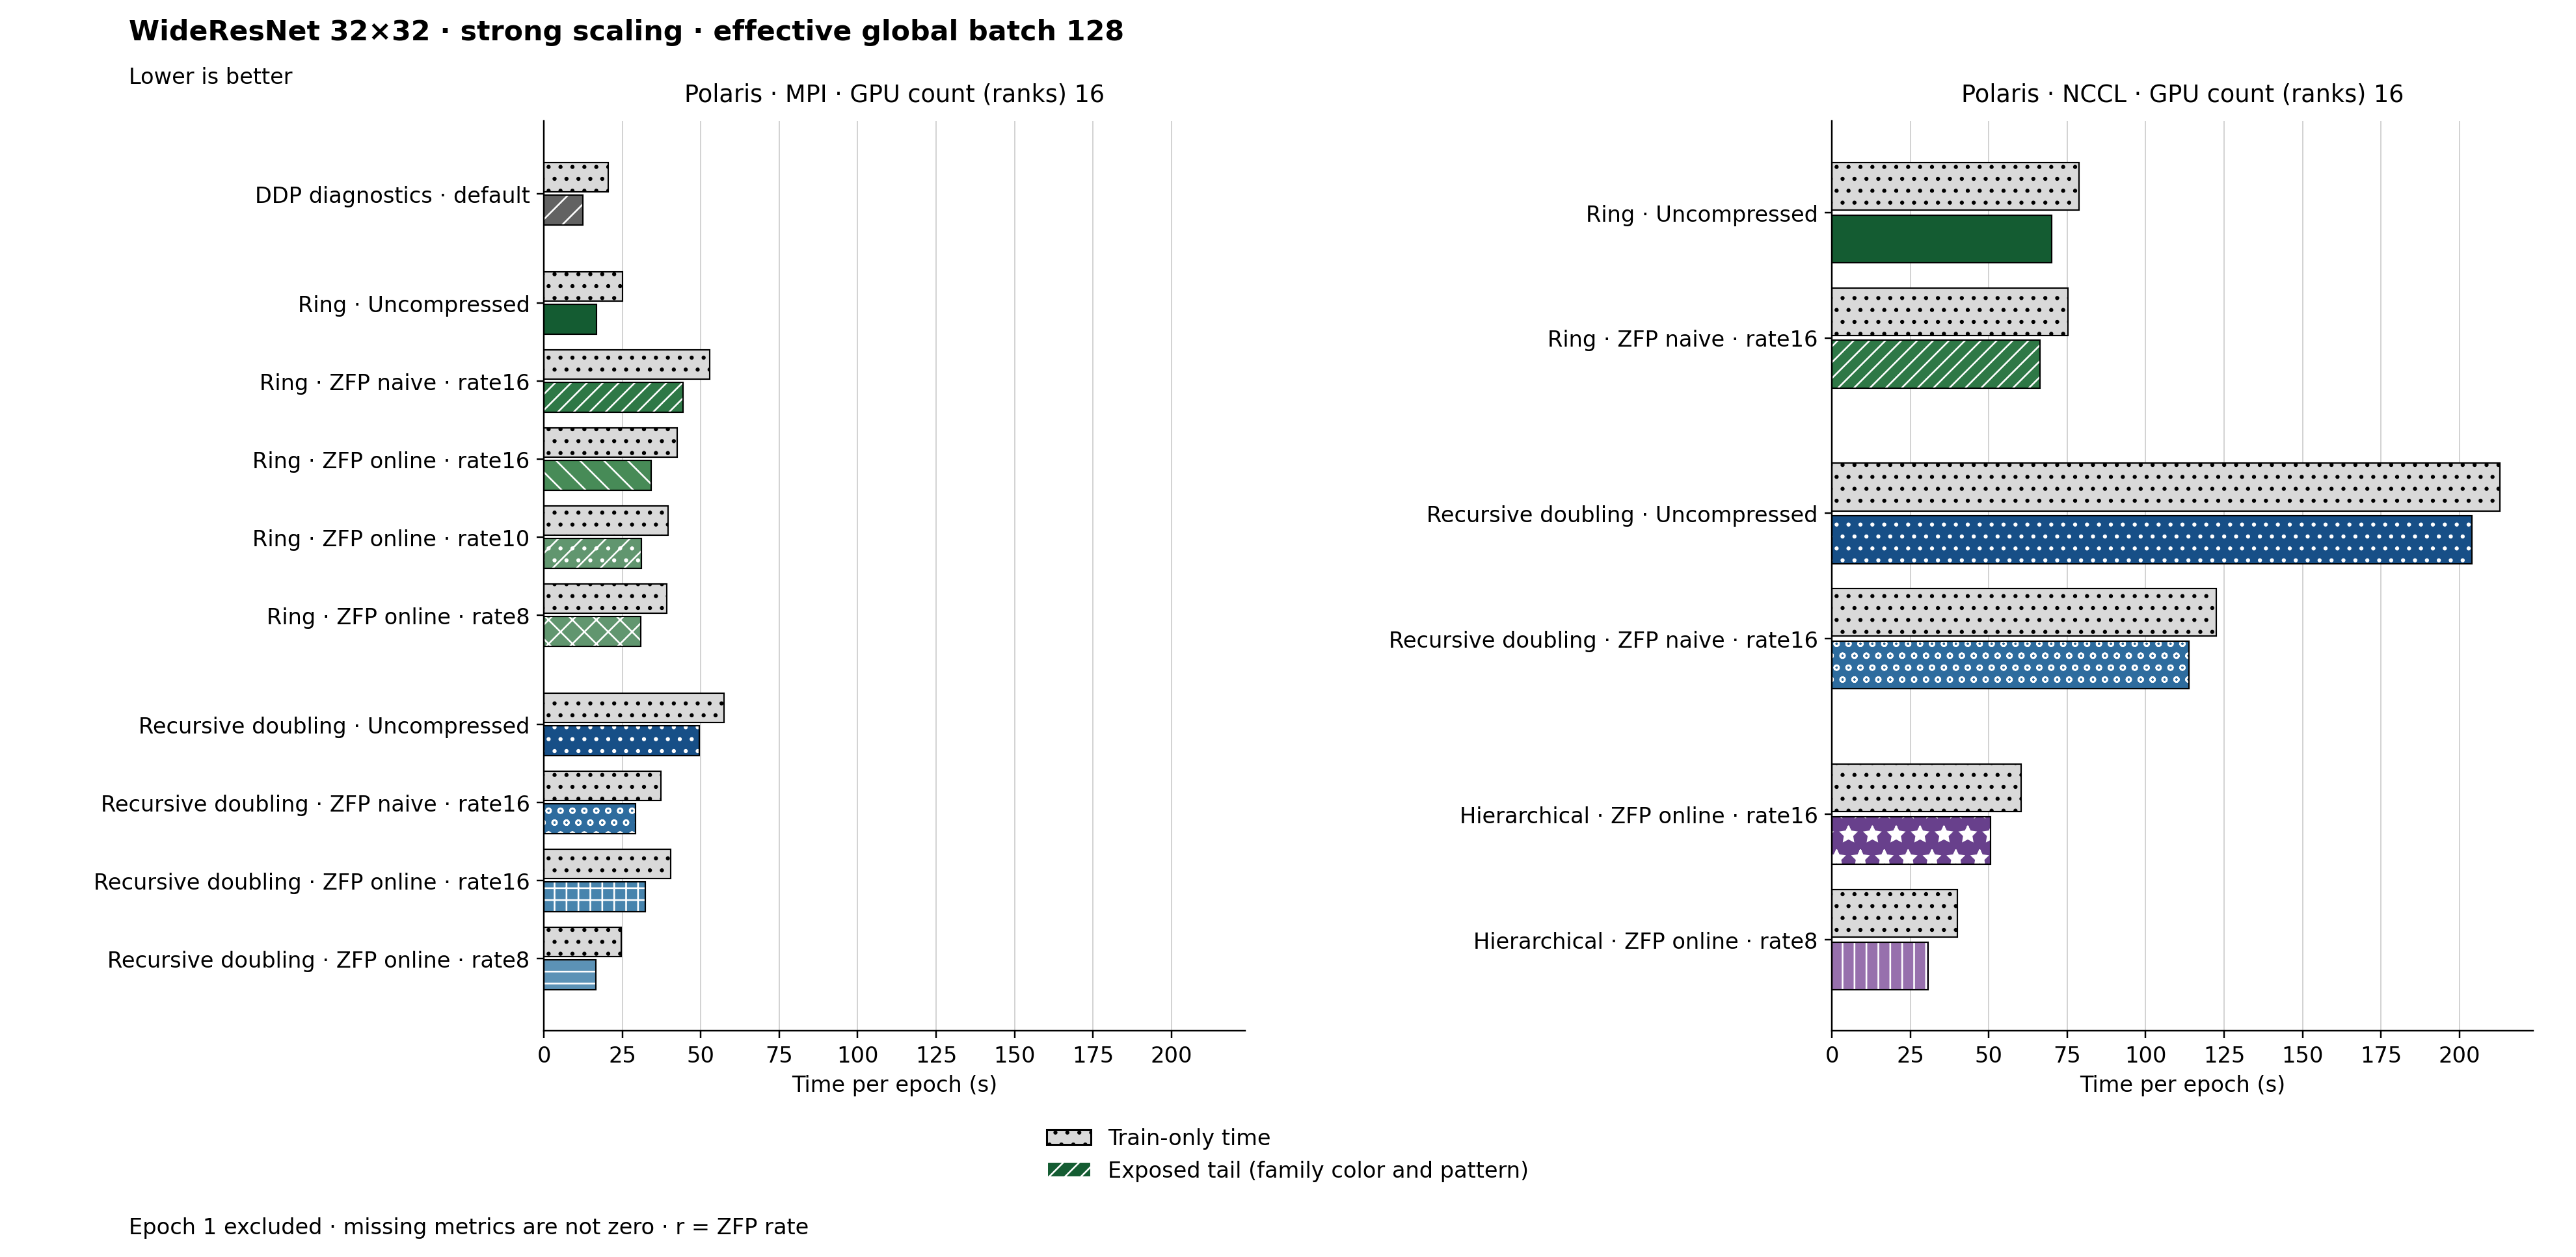 WideResNet 32×32 · strong scaling · effective global batch 128
Lower is better
Polaris · MPI · GPU count (ranks) 16
DDP diagnostics · default
Ring · Uncompressed
Ring · ZFP naive · rate16
Ring · ZFP online · rate16
Ring · ZFP online · rate10
Ring · ZFP online · rate8
Recursive doubling · Uncompressed
Recursive doubling · ZFP naive · rate16
Recursive doubling · ZFP online · rate16
Recursive doubling · ZFP online · rate8
0 25 50 75 100 125 150 175 200
Time per epoch (s)
Polaris · NCCL · GPU count (ranks) 16
Ring · Uncompressed
Ring · ZFP naive · rate16
Recursive doubling · Uncompressed
Recursive doubling · ZFP naive · rate16
Hierarchical · ZFP online · rate16
Hierarchical · ZFP online · rate8
0 25 50 75 100 125 150 175 200
Time per epoch (s)
Train-only time
Exposed tail (family color and pattern)
Epoch 1 excluded · missing metrics are not zero · r = ZFP rate